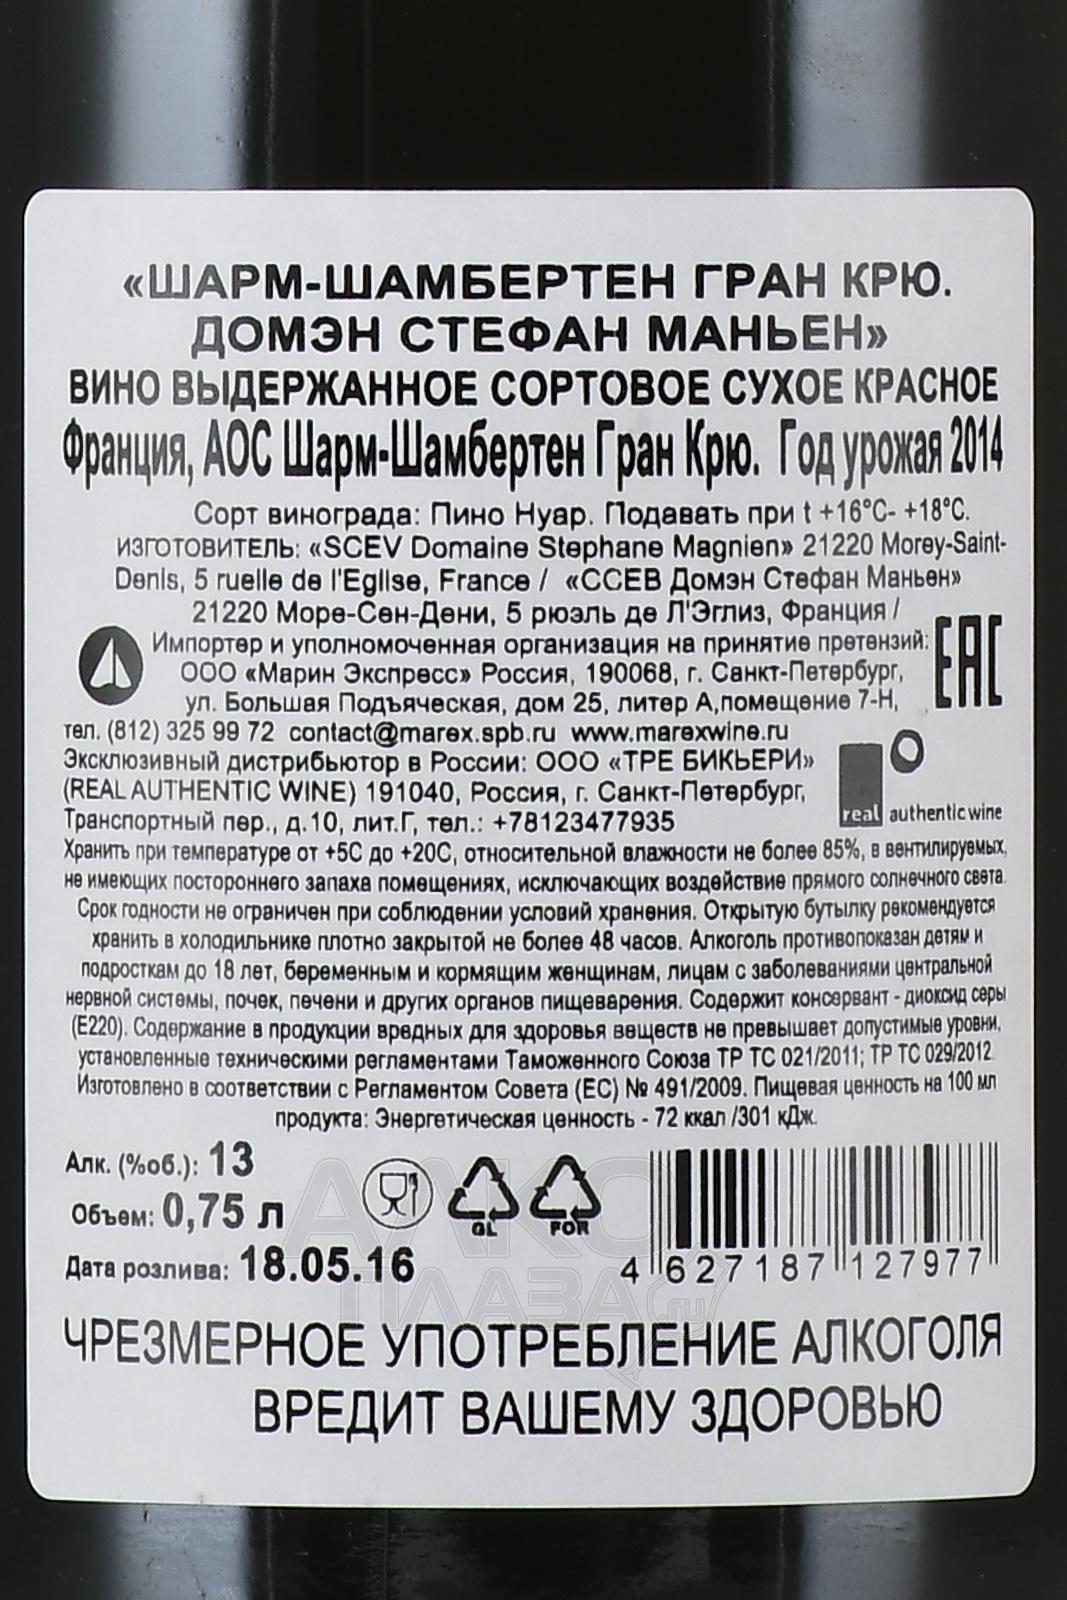 «ШАРМ-ШАМБЕРТЕН ГРАН КРЮ.
ДОМЭН СТЕФАН МАНЬЕН»
ВИНО ВЫДЕРЖАННОЕ СОРТОВОЕ СУХОЕ КРАСНОЕ
Франция, АОС Шарм-Шамбертен Гран Крю. Год урожая 2014
Сорт винограда: Пино Нуар. Подавать при t +16°C- +18°C.
ИЗГОТОВИТЕЛЬ: «SCEV Domaine Stephane Magnien» 21220 Morey-Saint-
Denis, 5 ruelle de l'Eglise, France / «ССЕВ Домэн Стефан Маньен»
21220 Море-Сен-Дени, 5 рюэль де Л'Эглиз, Франция /
Импортер и уполномоченная организация на принятие претензий:
ООО «Марин Экспресс» Россия, 190068, г. Санкт-Петербург,
ул. Большая Подъяческая, дом 25, литер А,помещение 7-Н,
EAC
тел. (812) 325 99 72 contact@marex.spb.ru www.marexwine.ru
Эксклюзивный дистрибьютор в России: ООО «ТРЕ БИКЬЕРИ»
(REAL AUTHENTIC WINE) 191040, Россия, г. Санкт-Петербург,
Транспортный пер., д.10, лит.Г, тел.: +78123477935
real authentic wine
Хранить при температуре от +5С до +20С, относительной влажности не более 85%, в вентилируемых,
не имеющих постороннего запаха помещениях, исключающих воздействие прямого солнечного света.
Срок годности не ограничен при соблюдении условий хранения. Открытую бутылку рекомендуется
хранить в холодильнике плотно закрытой не более 48 часов. Алкоголь противопоказан детям и
подросткам до 18 лет, беременным и кормящим женщинам, лицам с заболеваниями центральной
нервной системы, почек, печени и других органов пищеварения. Содержит консервант - диоксид серы
(Е220). Содержание в продукции вредных для здоровья веществ не превышает допустимые уровни,
установленные техническими регламентами Таможенного Союза ТР ТС 021/2011; ТР ТС 029/2012
Изготовлено в соответствии с Регламентом Совета (ЕС) № 491/2009. Пищевая ценность на 100 мл
продукта: Энергетическая ценность - 72 ккал /301 кДж.
Алк. (%об.): 13
Объем: 0,75 л
Дата розлива: 18.05.16
GL
FOR
4 627187 127977
АЛКО
ПЛАЗА.ru
ЧРЕЗМЕРНОЕ УПОТРЕБЛЕНИЕ АЛКОГОЛЯ
ВРЕДИТ ВАШЕМУ ЗДОРОВЬЮ